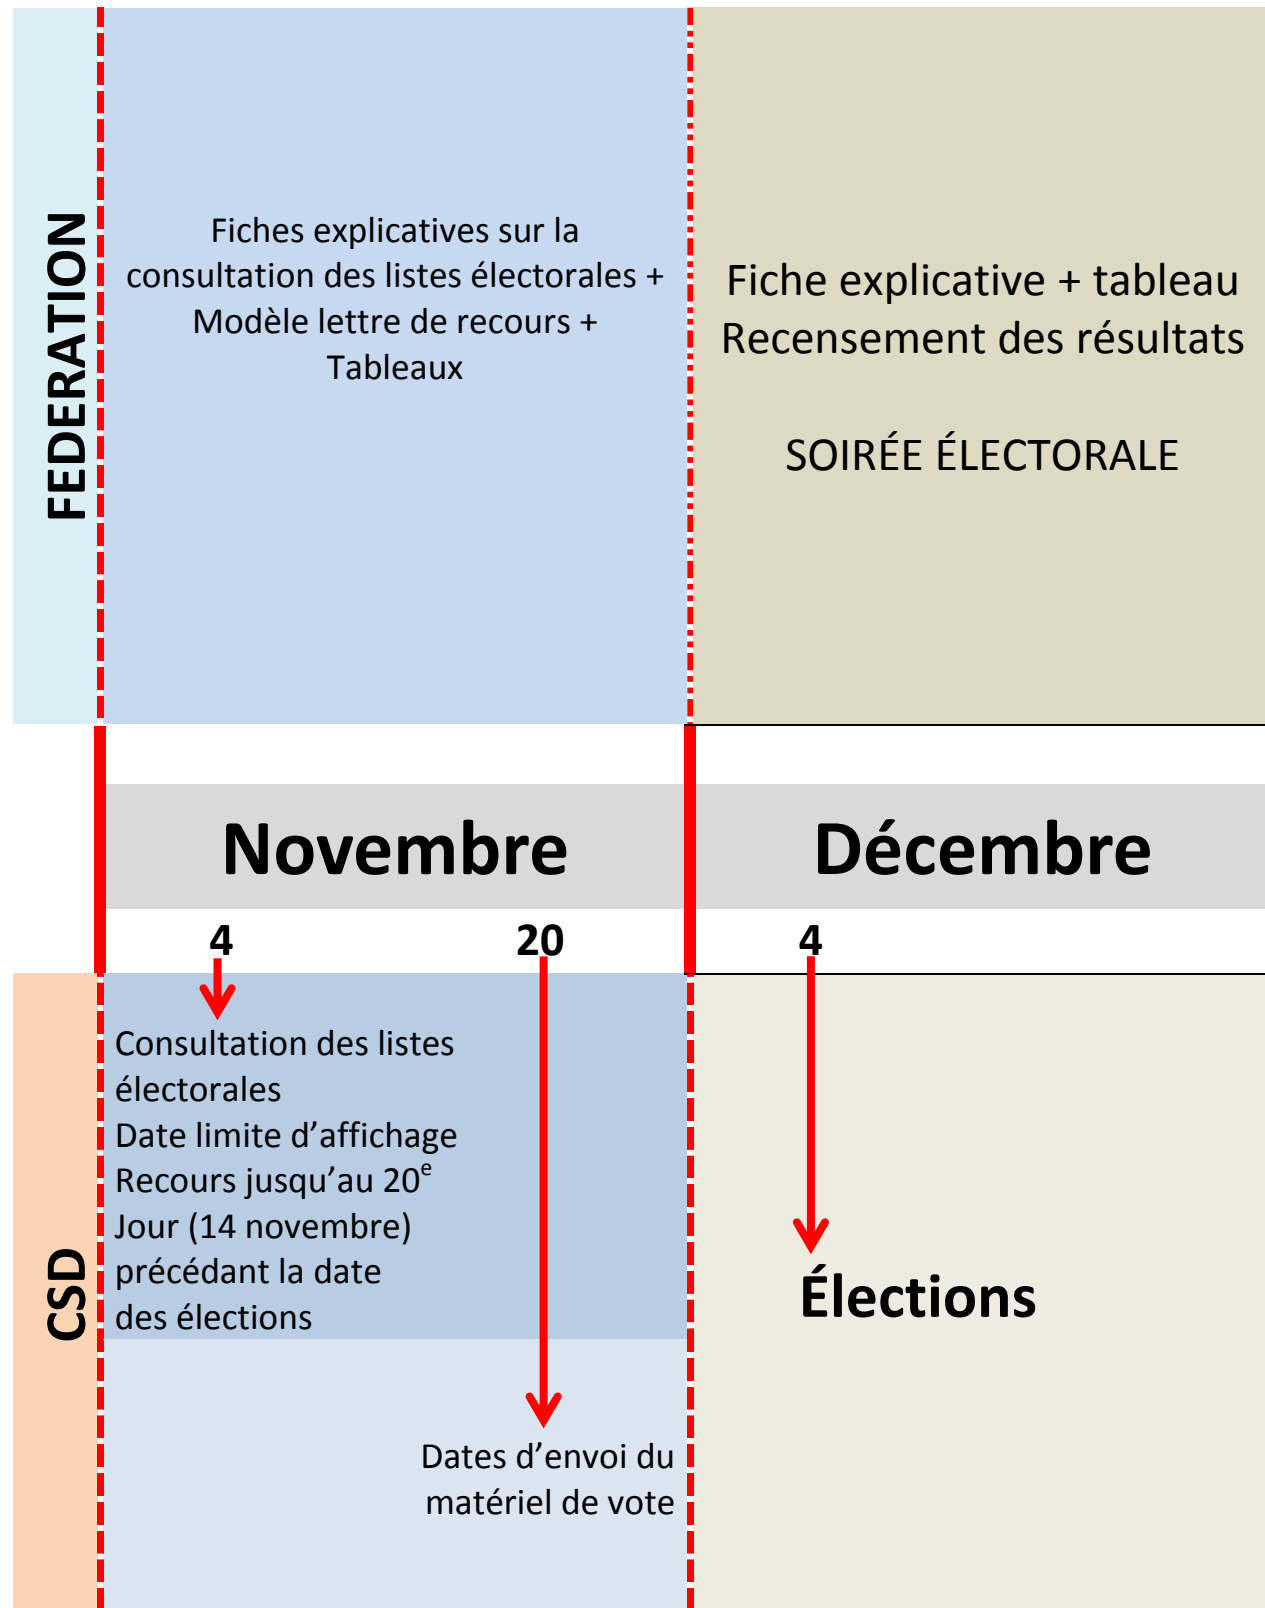 FEDERATION
Fiches explicatives sur la
consultation des listes électorales +
Modèle lettre de recours +
Tableaux
Fiche explicative + tableau
Recensement des résultats
SOIRÉE ÉLECTORALE
Novembre
Décembre
4
20
4
CSD
Consultation des listes
électorales
Date limite d’affichage
Recours jusqu’au 20e
Jour (14 novembre)
précédant la date
des élections
Dates d’envoi du
matériel de vote
Élections